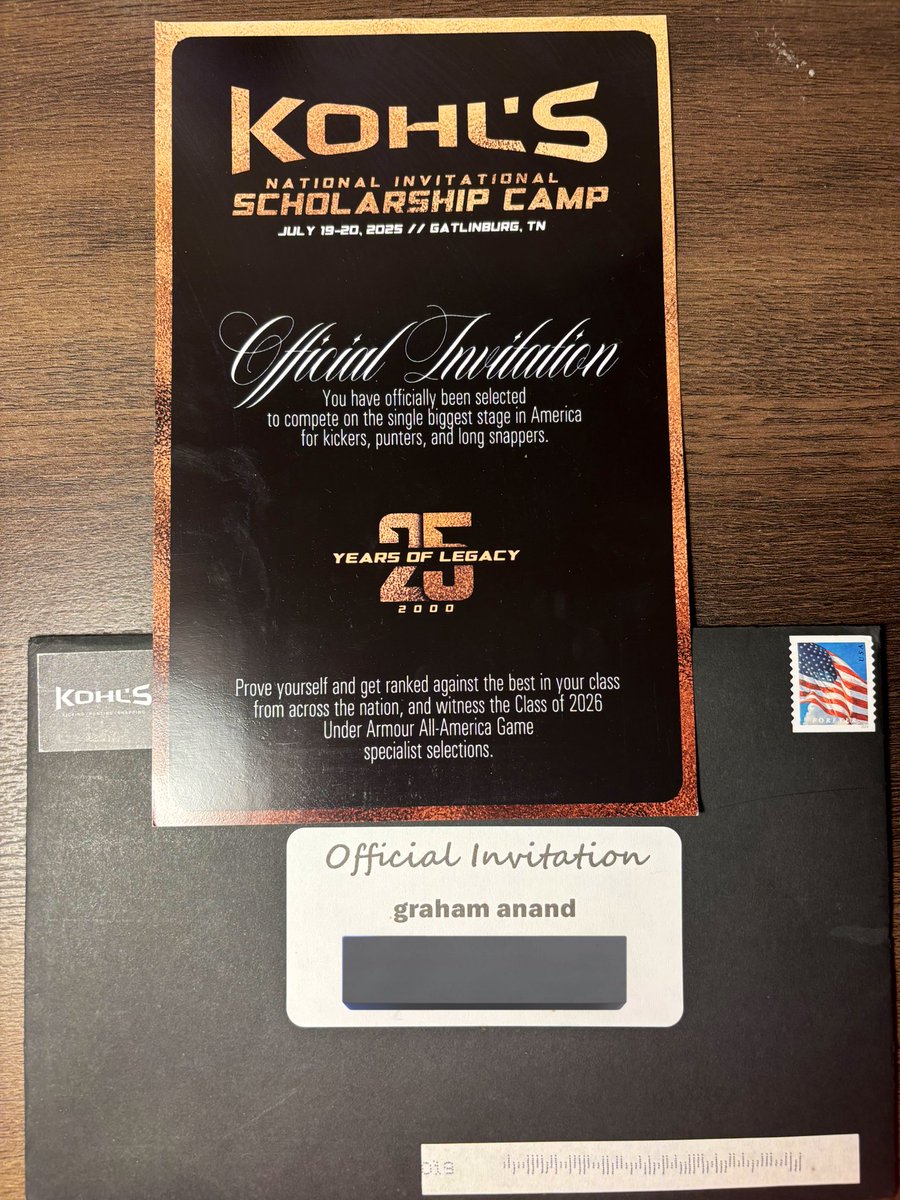 KOHL'S
NATIONAL INVITATIONAL
SCHOLARSHIP CAMP
JULY 19-20, 2025 // GATLINBURG, TN
Official Invitation
You have officially been selected
to compete on the single biggest stage in America
for kickers, punters, and long snappers.
25
YEARS OF LEGACY
2000
Prove yourself and get ranked against the best in your class
from across the nation, and witness the Class of 2026
Under Armour All-America Game
specialist selections.
KOHL'S
USA
FOREVER
Official Invitation
graham anand